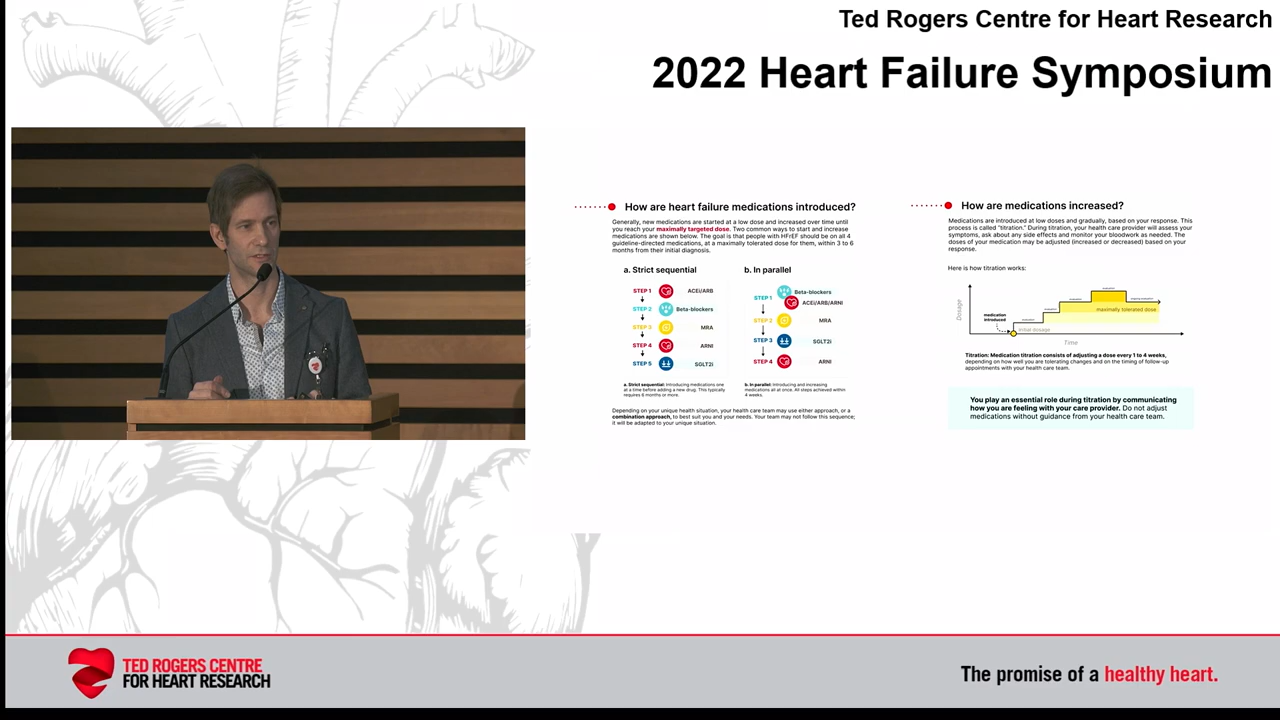 Ted Rogers Centre for Heart Research
2022 Heart Failure Symposium
How are heart failure medications introduced?
Generally, new medications are started at a low dose and increased over time until
you reach your maximally targeted dose. Two common ways to start and increase
medications are shown below. The goal is that people with HFrEF should be on all 4
guideline-directed medications, at a maximally tolerated dose for them, within 3 to 6
months from their initial diagnosis.
a. Strict sequential
STEP 1 ACEi/ARB
STEP 2 Beta-blockers
STEP 3 MRA
STEP 4 ARNI
STEP 5 SGLT2i
a. Strict sequential: Introducing medications one
at a time before adding a new drug. This typically
requires 6 months or more.
b. In parallel
Beta-blockers
STEP 1
ACEi/ARB/ARNI
STEP 2 MRA
STEP 3 SGLT2i
STEP 4 ARNI
b. In parallel: Introducing and increasing
medications all at once. All steps achieved within
4 weeks.
Depending on your unique health situation, your health care team may use either approach, or a
combination approach, to best suit you and your needs. Your team may not follow this sequence;
it will be adapted to your unique situation.
How are medications increased?
Medications are introduced at low doses and gradually, based on your response. This
process is called "titration." During titration, your health care provider will assess your
symptoms, ask about any side effects and monitor your bloodwork as needed. The
doses of your medication may be adjusted (increased or decreased) based on your
response.
Here is how titration works:
Dosage
medication
introduced
initial dosage
evaluation
evaluation
evaluation
evaluation
ongoing evaluation
maximally tolerated dose
Time
Titration: Medication titration consists of adjusting a dose every 1 to 4 weeks,
depending on how well you are tolerating changes and on the timing of follow-up
appointments with your health care team.
You play an essential role during titration by communicating
how you are feeling with your care provider. Do not adjust
medications without guidance from your health care team.
TED ROGERS CENTRE
FOR HEART RESEARCH
The promise of a healthy heart.